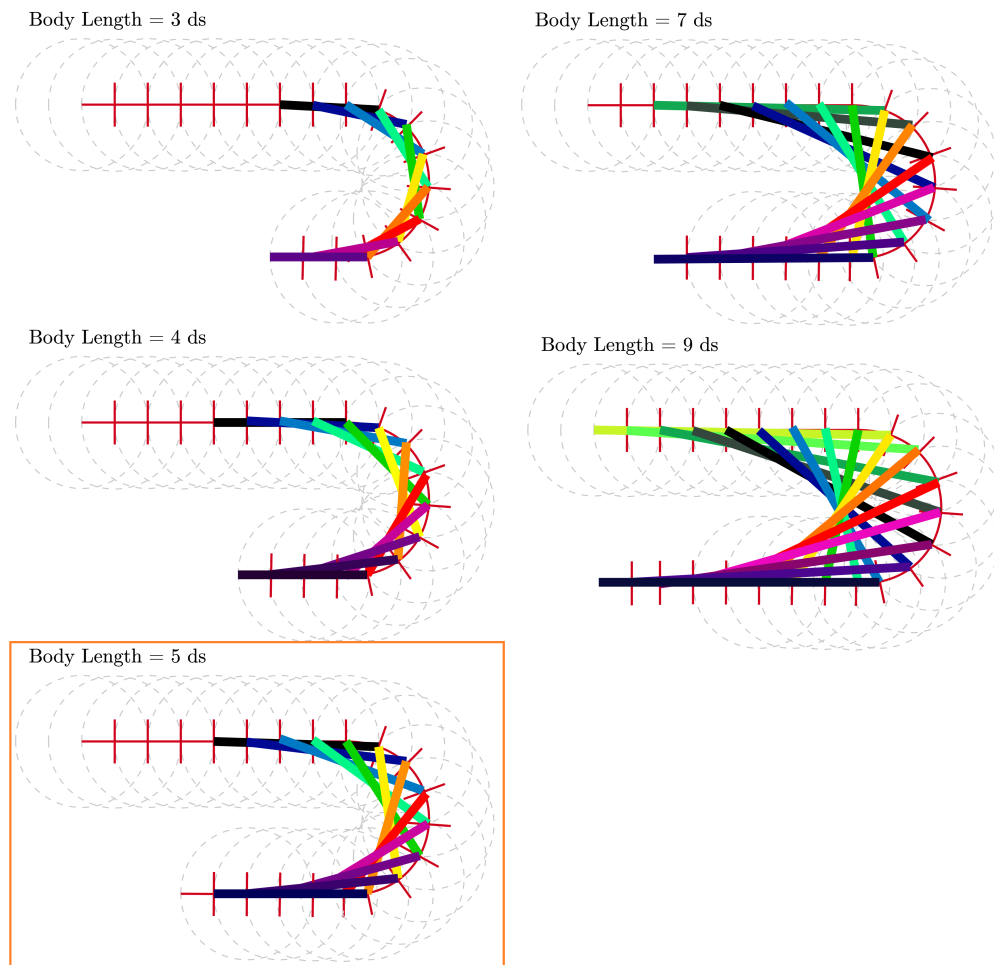 Body Length = 3 ds
Body Length = 7 ds
Body Length = 4 ds
Body Length = 9 ds
Body Length = 5 ds